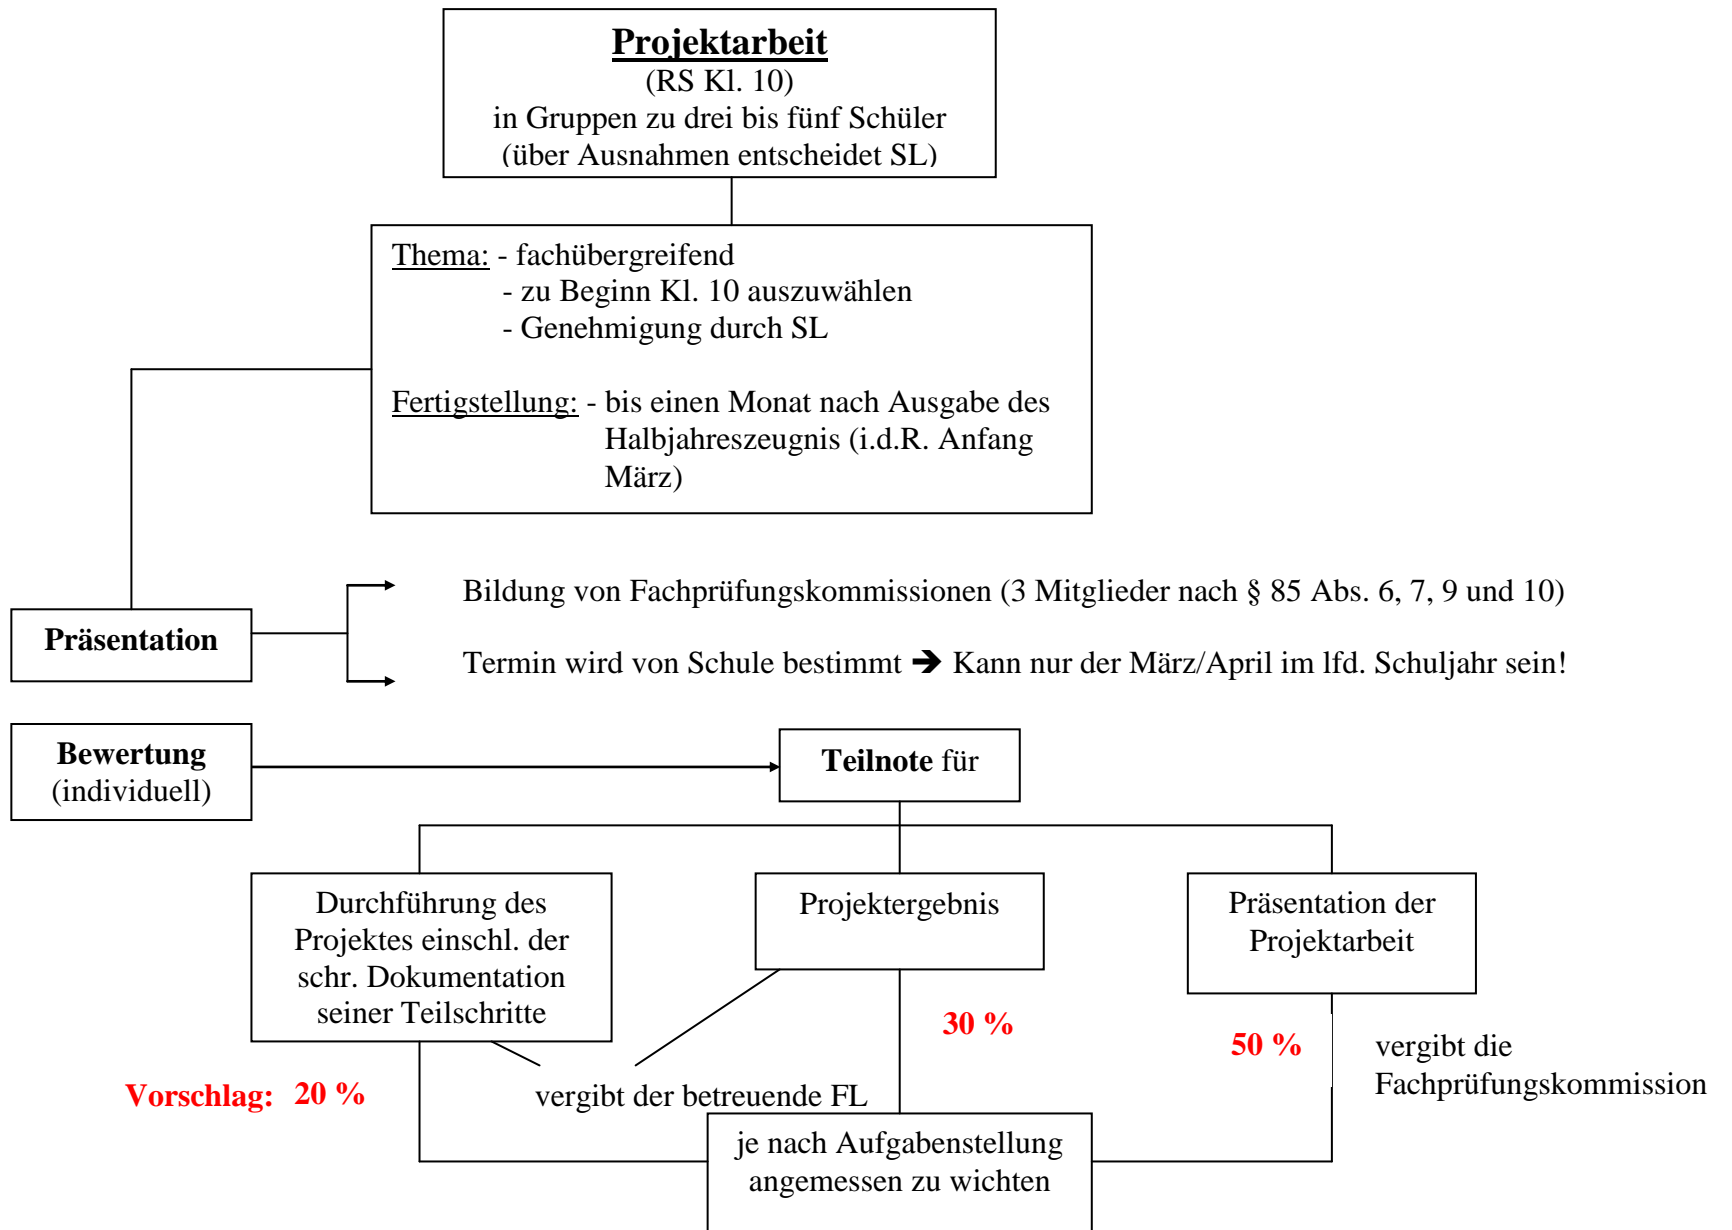 Projektarbeit
(RS Kl. 10)
in Gruppen zu drei bis fünf Schüler
(über Ausnahmen entscheidet SL)
Thema: - fachübergreifend
- zu Beginn Kl. 10 auszuwählen
- Genehmigung durch SL
Fertigstellung: - bis einen Monat nach Ausgabe des
Halbjahreszeugnis (i.d.R. Anfang
März)
Bildung von Fachprüfungskommissionen (3 Mitglieder nach § 85 Abs. 6, 7, 9 und 10)
Präsentation
Termin wird von Schule bestimmt ➔ Kann nur der März/April im lfd. Schuljahr sein!
Bewertung
(individuell)
Teilnote für
Durchführung des
Projektes einschl. der
schr. Dokumentation
seiner Teilschritte
Projektergebnis
Präsentation der
Projektarbeit
30 %
50 %
vergibt die
Fachprüfungskommission
Vorschlag: 20 %
vergibt der betreuende FL
je nach Aufgabenstellung
angemessen zu wichten